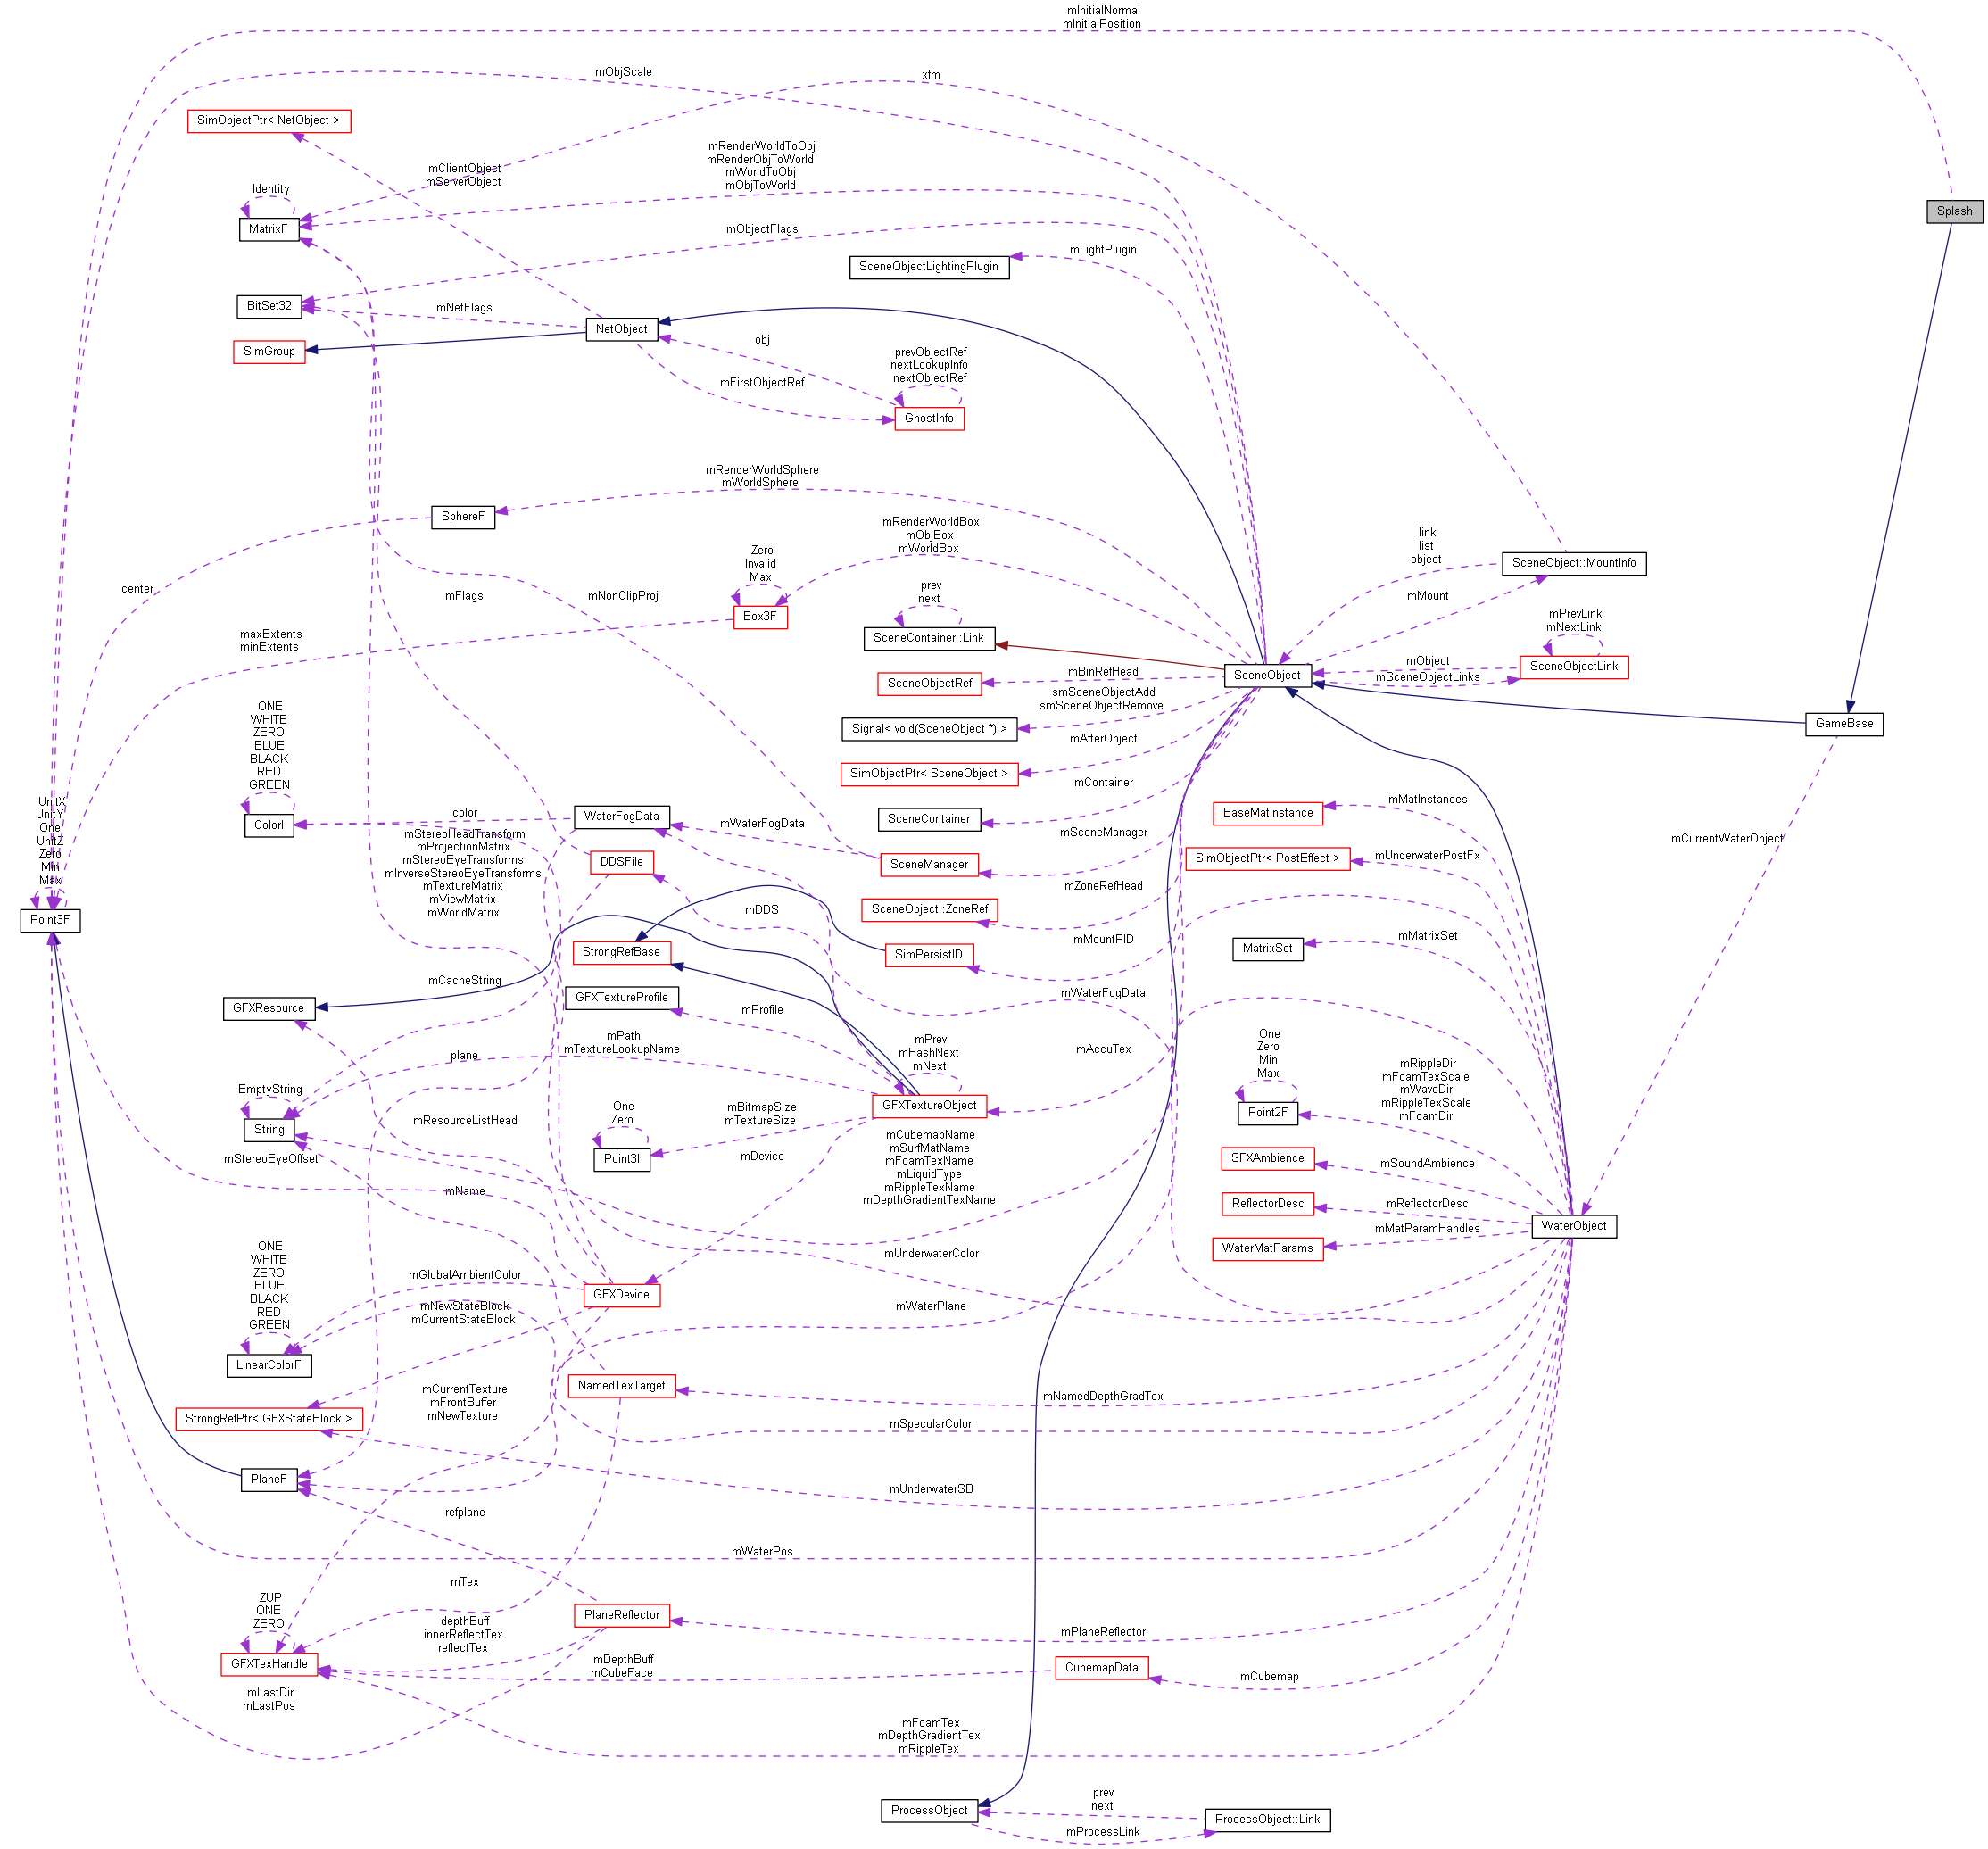 mInitialNormal
mInitialPosition
mObjScale
xfm
SimObjectPtr< NetObject >
mRenderWorldToObj
mRenderObjToWorld
mWorldToObj
mObjToWorld
mClientObject
mServerObject
Identity
MatrixF
Splash
mObjectFlags
mLightPlugin
SceneObjectLightingPlugin
BitSet32
mNetFlags
NetObject
SimGroup
obj
prevObjectRef
nextLookupInfo
nextObjectRef
mFirstObjectRef
GhostInfo
mRenderWorldSphere
mWorldSphere
SphereF
mRenderWorldBox
mObjBox
mWorldBox
link
list
object
SceneObject::MountInfo
Zero
Invalid
Max
center
mFlags
mNonClipProj
prev
next
mMount
Box3F
mPrevLink
mNextLink
maxExtents
minExtents
SceneContainer::Link
mObject
SceneObjectLink
mBinRefHead
SceneObject
mSceneObjectLinks
SceneObjectRef
smSceneObjectAdd
smSceneObjectRemove
ONE
WHITE
ZERO
BLUE
BLACK
RED
GREEN
Signal< void(SceneObject *) >
GameBase
mAfterObject
SimObjectPtr< SceneObject >
mContainer
mMatInstances
UnitX
UnitY
One
UnitZ
Zero
Min
Max
color
WaterFogData
SceneContainer
BaseMatInstance
ColorI
mStereoHeadTransform
mProjectionMatrix
mStereoEyeTransforms
mInverseStereoEyeTransforms
mTextureMatrix
mViewMatrix
mWorldMatrix
mWaterFogData
mSceneManager
mCurrentWaterObject
DDSFile
SceneManager
SimObjectPtr< PostEffect >
mUnderwaterPostFx
mZoneRefHead
Point3F
mDDS
SceneObject::ZoneRef
StrongRefBase
SimPersistID
mMountPID
MatrixSet
mMatrixSet
mCacheString
GFXResource
GFXTextureProfile
mWaterFogData
mProfile
mPath
mTextureLookupName
plane
mPrev
mHashNext
mNext
mAccuTex
One
Zero
Min
Max
mRippleDir
mFoamTexScale
mWaveDir
mRippleTexScale
mFoamDir
EmptyString
String
mResourceListHead
One
Zero
mBitmapSize
mTextureSize
GFXTextureObject
Point2F
mStereoEyeOffset
Point3I
mDevice
mCubemapName
mSurfMatName
mFoamTexName
mLiquidType
mRippleTexName
mDepthGradientTexName
SFXAmbience
mSoundAmbience
mName
ReflectorDesc
mReflectorDesc
WaterObject
mMatParamHandles
WaterMatParams
mUnderwaterColor
ONE
WHITE
ZERO
BLUE
BLACK
RED
GREEN
mGlobalAmbientColor
GFXDevice
mNewStateBlock
mCurrentStateBlock
mWaterPlane
LinearColorF
NamedTexTarget
mNamedDepthGradTex
mCurrentTexture
mFrontBuffer
mNewTexture
StrongRefPtr< GFXStateBlock >
mSpecularColor
PlaneF
mUnderwaterSB
refplane
mWaterPos
mTex
ZUP
ONE
ZERO
PlaneReflector
depthBuff
innerReflectTex
reflectTex
mPlaneReflector
GFXTexHandle
mDepthBuff
mCubeFace
CubemapData
mCubemap
mLastDir
mLastPos
mFoamTex
mDepthGradientTex
mRippleTex
ProcessObject
prev
next
ProcessObject::Link
mProcessLink